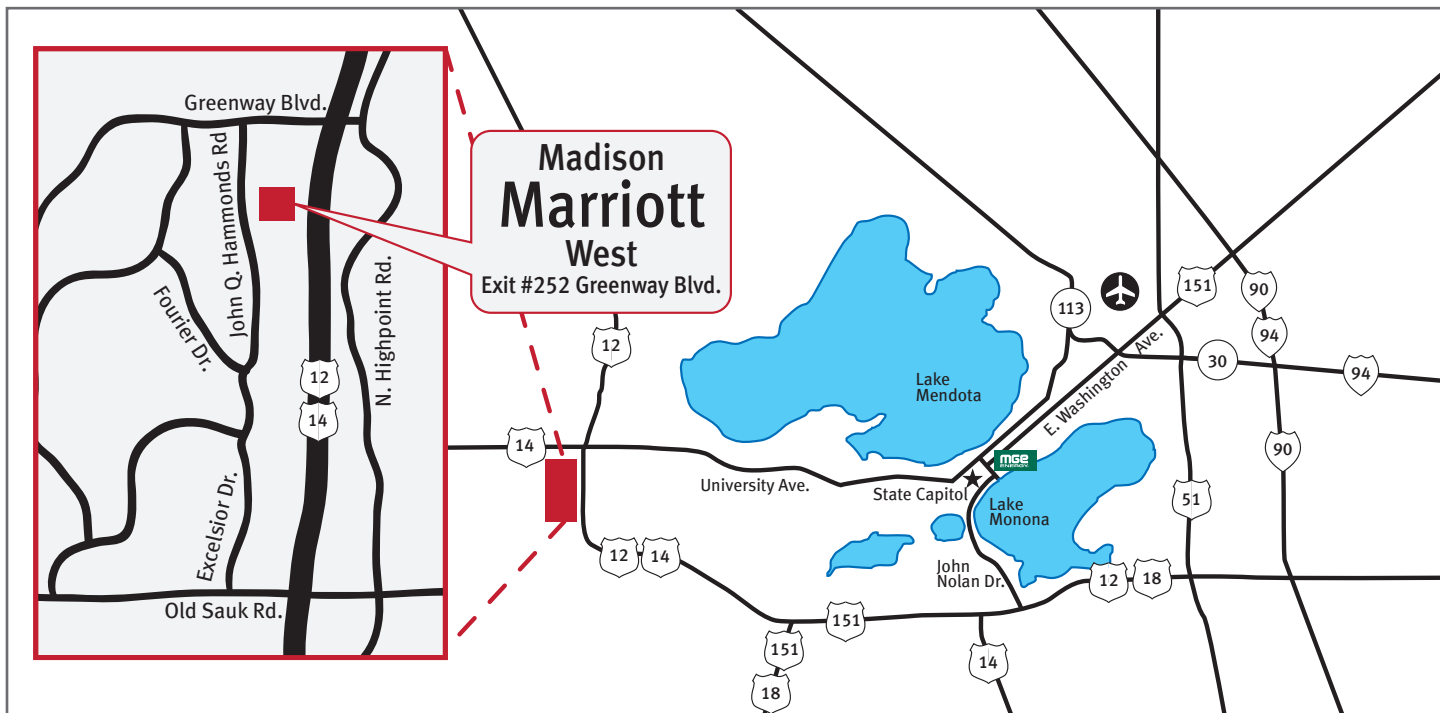 Greenway Blvd.
John Q. Hammonds Rd
Fourier Dr.
N. Highpoint Rd.
12
14
Excelsior Dr.
Old Sauk Rd.
Madison
Marriott
West
Exit #252 Greenway Blvd.
12
14
University Ave.
12
14
151
18
151
14
John
Nolan Dr.
12
18
State Capitol
Lake
Monona
mge
ENERGY
Lake
Mendota
E. Washington Ave.
113
151
90
94
30
94
90
51